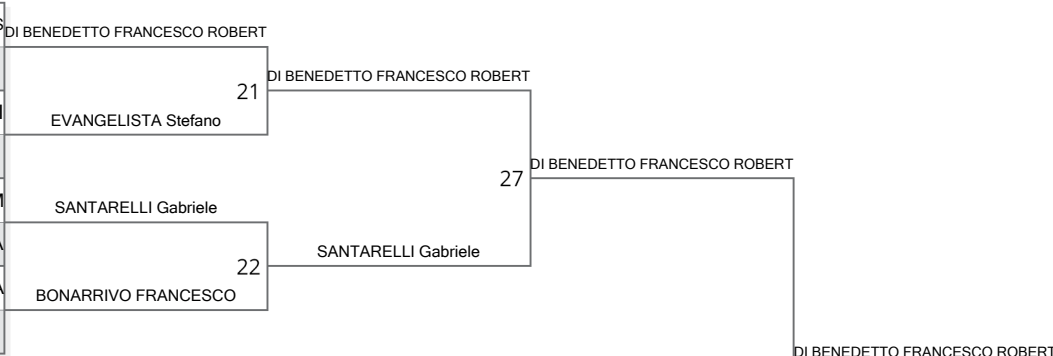 DI BENEDETTO FRANCESCO ROBERT
DI BENEDETTO FRANCESCO ROBERT
21
EVANGELISTA Stefano
DI BENEDETTO FRANCESCO ROBERT
27
SANTARELLI Gabriele
SANTARELLI Gabriele
22
BONARRIVO FRANCESCO
DI BENEDETTO FRANCESCO ROBERT